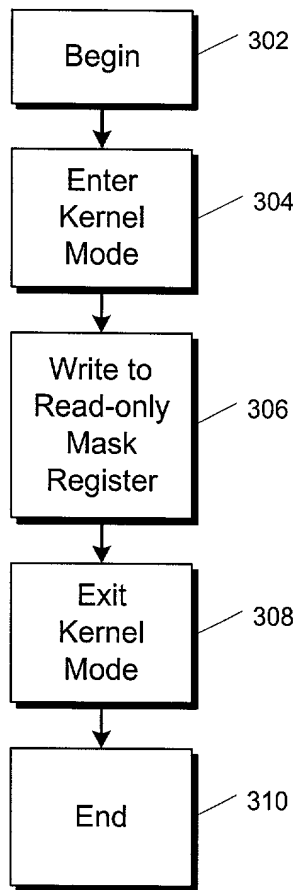 Begin
302
Enter
Kernel
Mode
304
Write to
Read-only
Mask
Register
306
Exit
Kernel
Mode
308
End
310